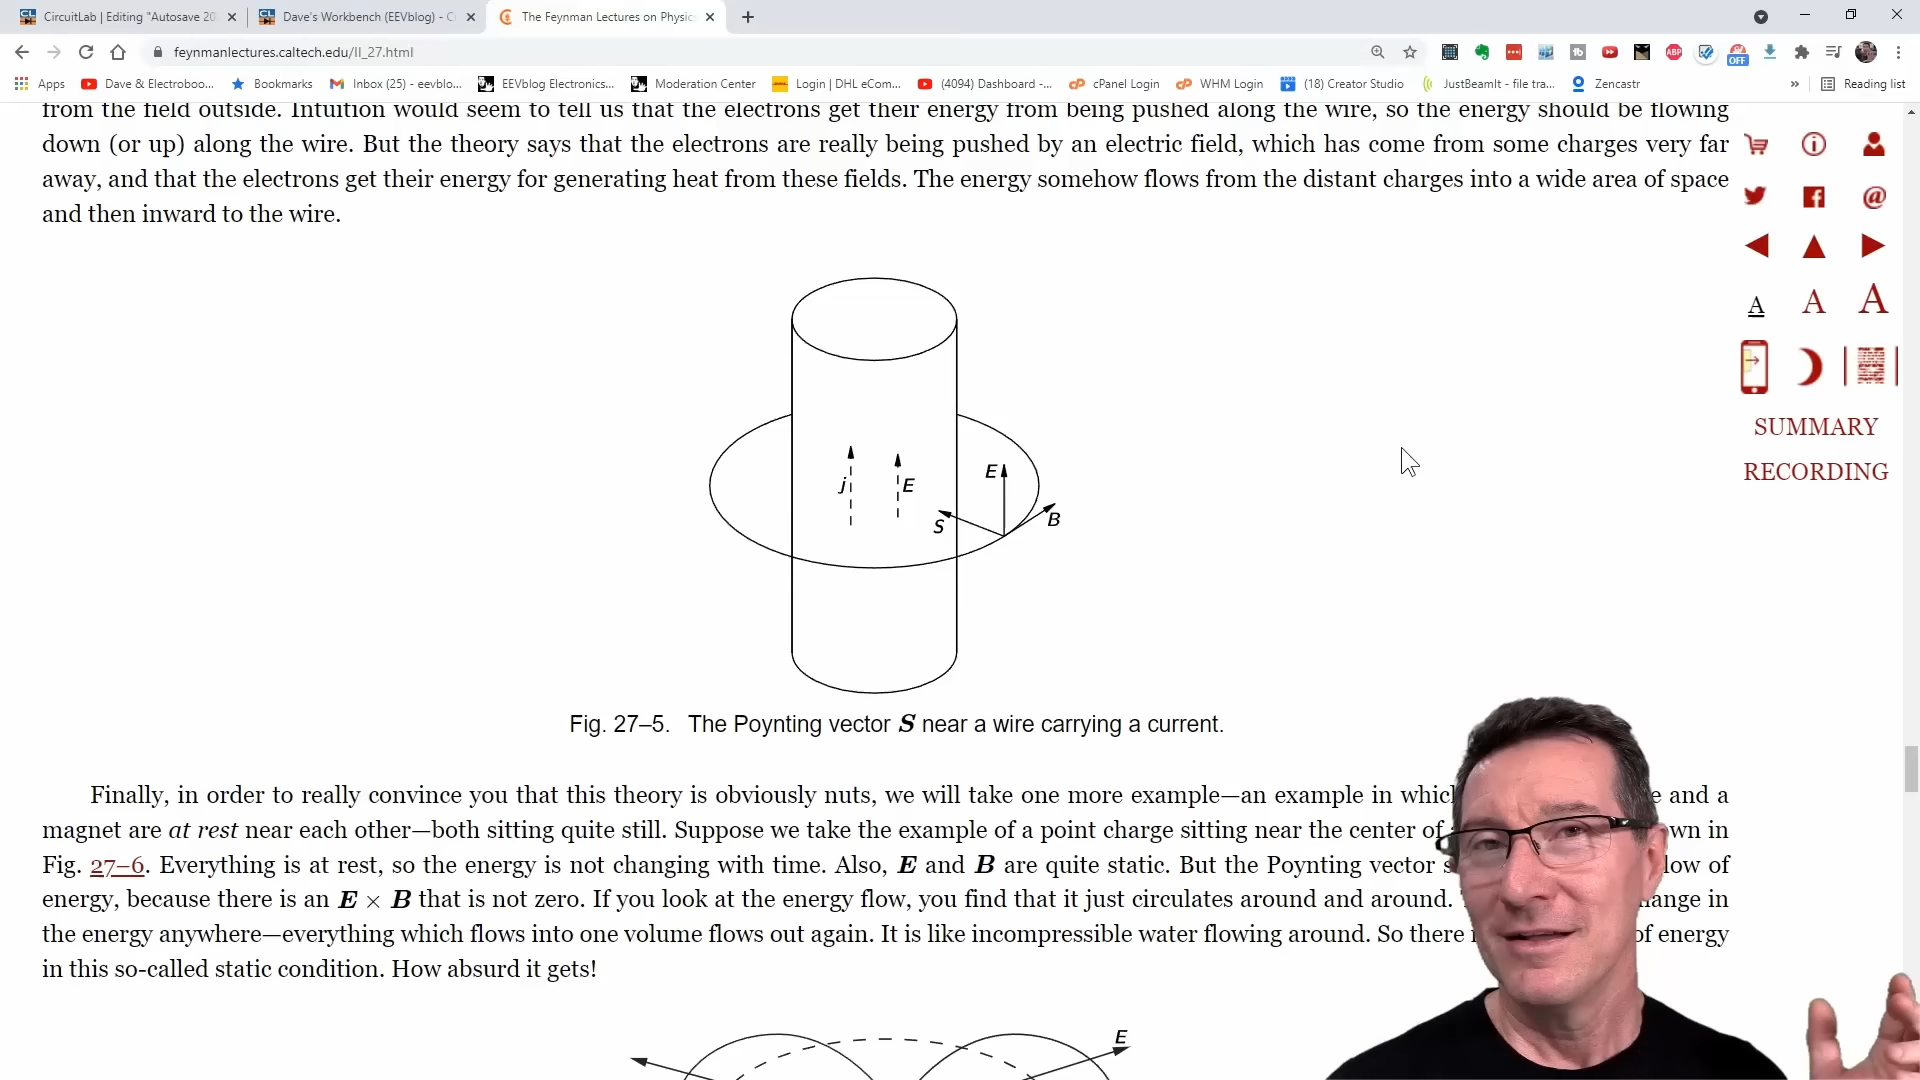 CircuitLab | Editing "Autosave 20
Dave's Workbench (EEVblog) - C
The Feynman Lectures on Physic
feynmanlectures.caltech.edu/II_27.html
ABP
OFF
Apps
Dave & Electroboo...
Bookmarks
Inbox (25) - eevblo...
EEVblog Electronics...
Moderation Center
Login | DHL eCom...
(4094) Dashboard -...
cPanel Login
WHM Login
(18) Creator Studio
JustBeamIt - file tra...
Zencastr
»
Reading list
from the field outside. Intuition would seem to tell us that the electrons get their energy from being pushed along the wire, so the energy should be flowing
down (or up) along the wire. But the theory says that the electrons are really being pushed by an electric field, which has come from some charges very far
away, and that the electrons get their energy for generating heat from these fields. The energy somehow flows from the distant charges into a wide area of space
and then inward to the wire.
A A A
SUMMARY
RECORDING
j
E
E
S
B
Fig. 27–5. The Poynting vector S near a wire carrying a current.
Finally, in order to really convince you that this theory is obviously nuts, we will take one more example—an example in which e and a
magnet are at rest near each other—both sitting quite still. Suppose we take the example of a point charge sitting near the center of wn in
Fig. 27–6. Everything is at rest, so the energy is not changing with time. Also, E and B are quite static. But the Poynting vector low of
energy, because there is an E × B that is not zero. If you look at the energy flow, you find that it just circulates around and around. hange in
the energy anywhere—everything which flows into one volume flows out again. It is like incompressible water flowing around. So there of energy
in this so-called static condition. How absurd it gets!
E